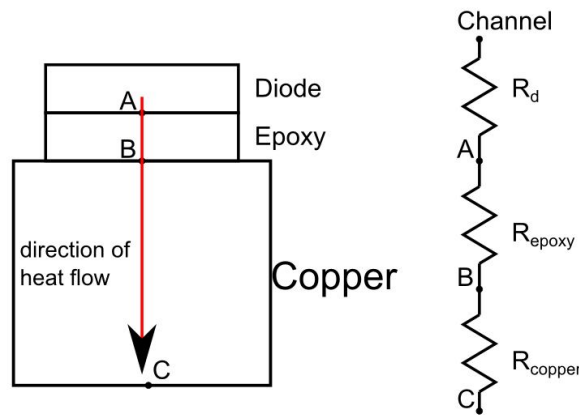 Channel
A
Diode
Epoxy
B
direction of
heat flow
Copper
C
R_d
A
R_epoxy
B
R_copper
C